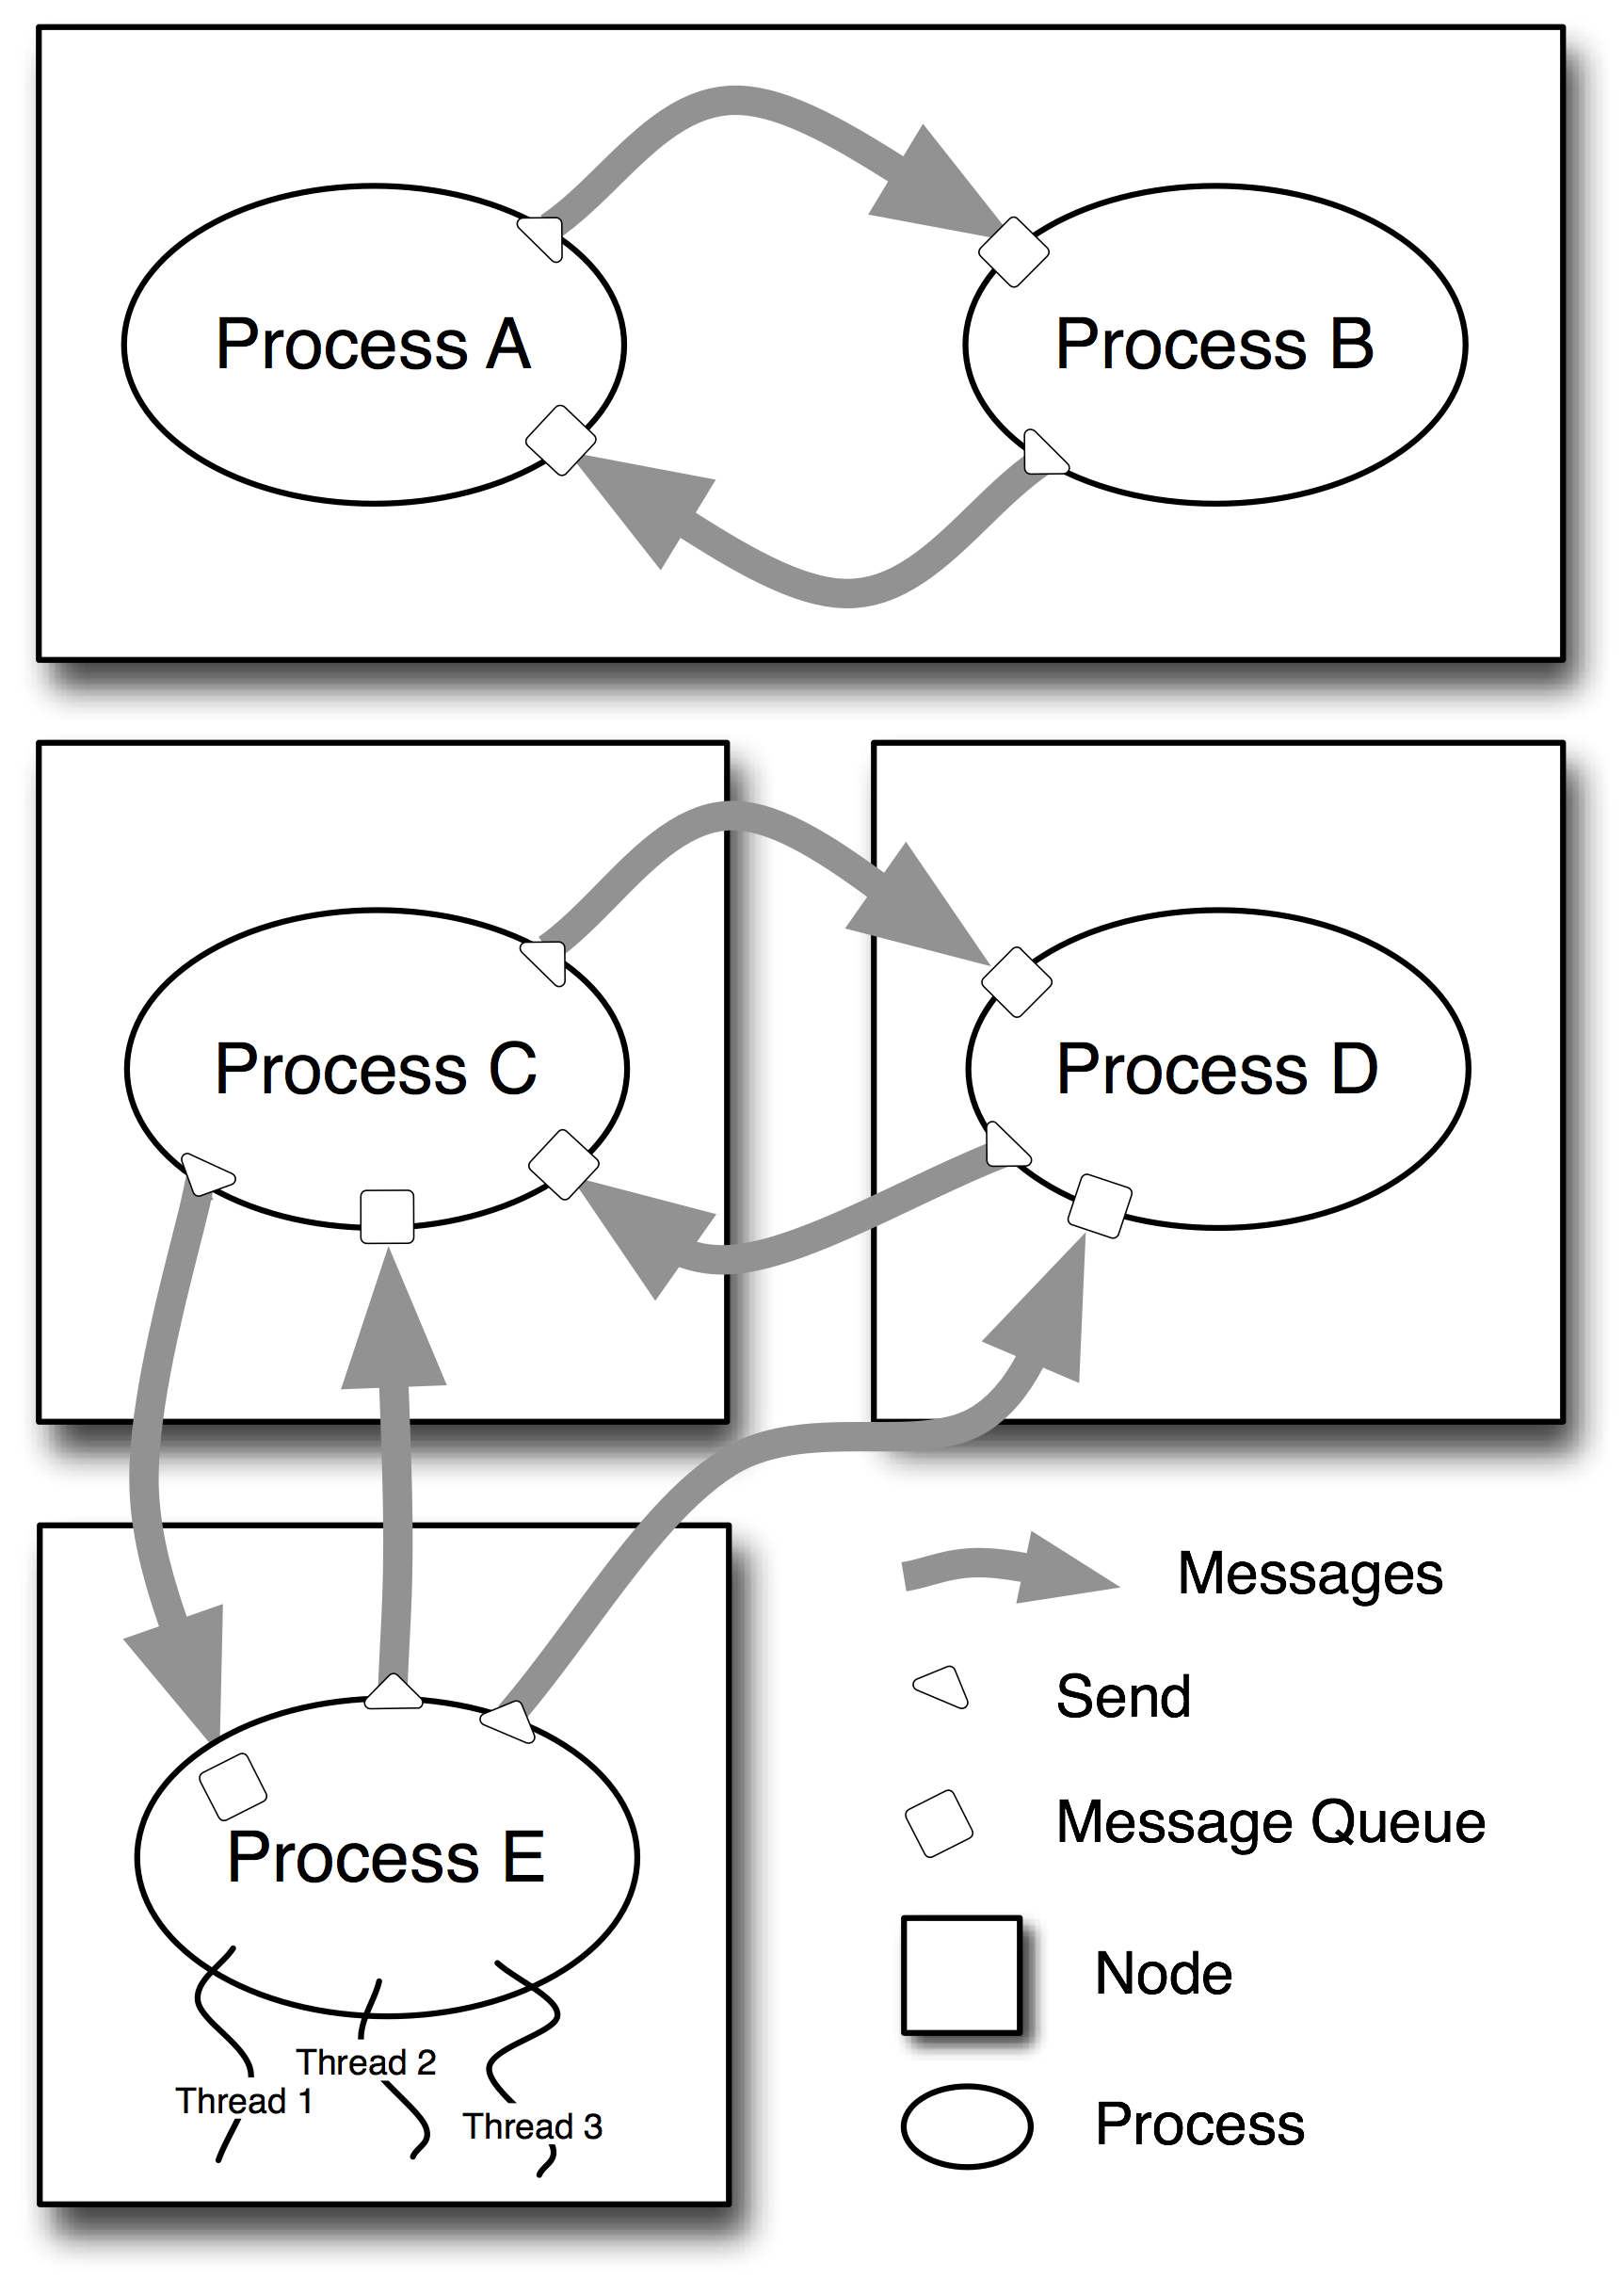 Process A
Process B
Process C
Process D
Messages
Send
Message Queue
Process E
Node
Thread 2
Thread 1
Thread 3
Process